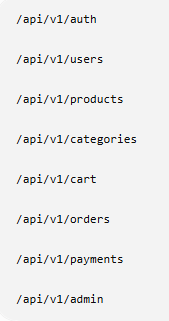 /api/v1/auth
/api/v1/users
/api/v1/products
/api/v1/categories
/api/v1/cart
/api/v1/orders
/api/v1/payments
/api/v1/admin